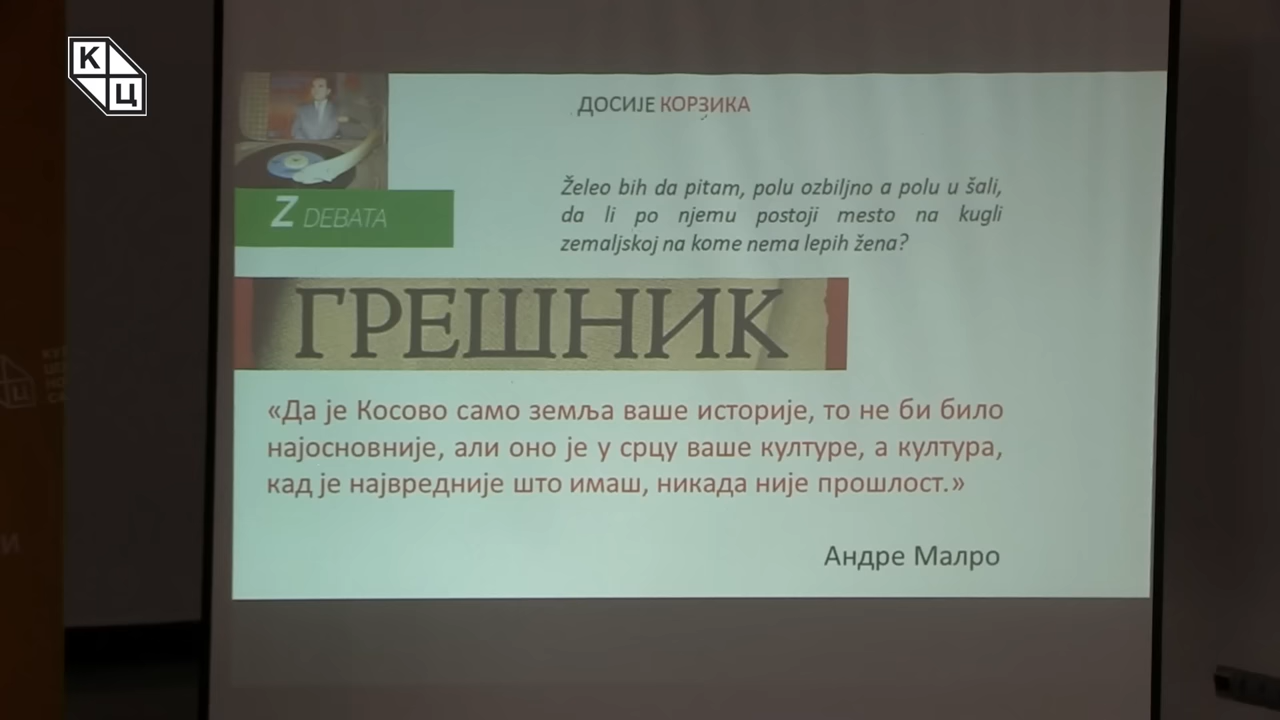 К
Ц
ДОСИЈЕ КОРЗИКА
Želeo bih da pitam, polu ozbiljno a polu u šali,
da li po njemu postoji mesto na kugli
zemaljskoj na kome nema lepih žena?
Z DEBATA
ГРЕШНИК
«Да је Косово само земља ваше историје, то не би било
најосновније, али оно је у срцу ваше културе, а култура,
кад је највредније што имаш, никада није прошлост.»
Андре Малро